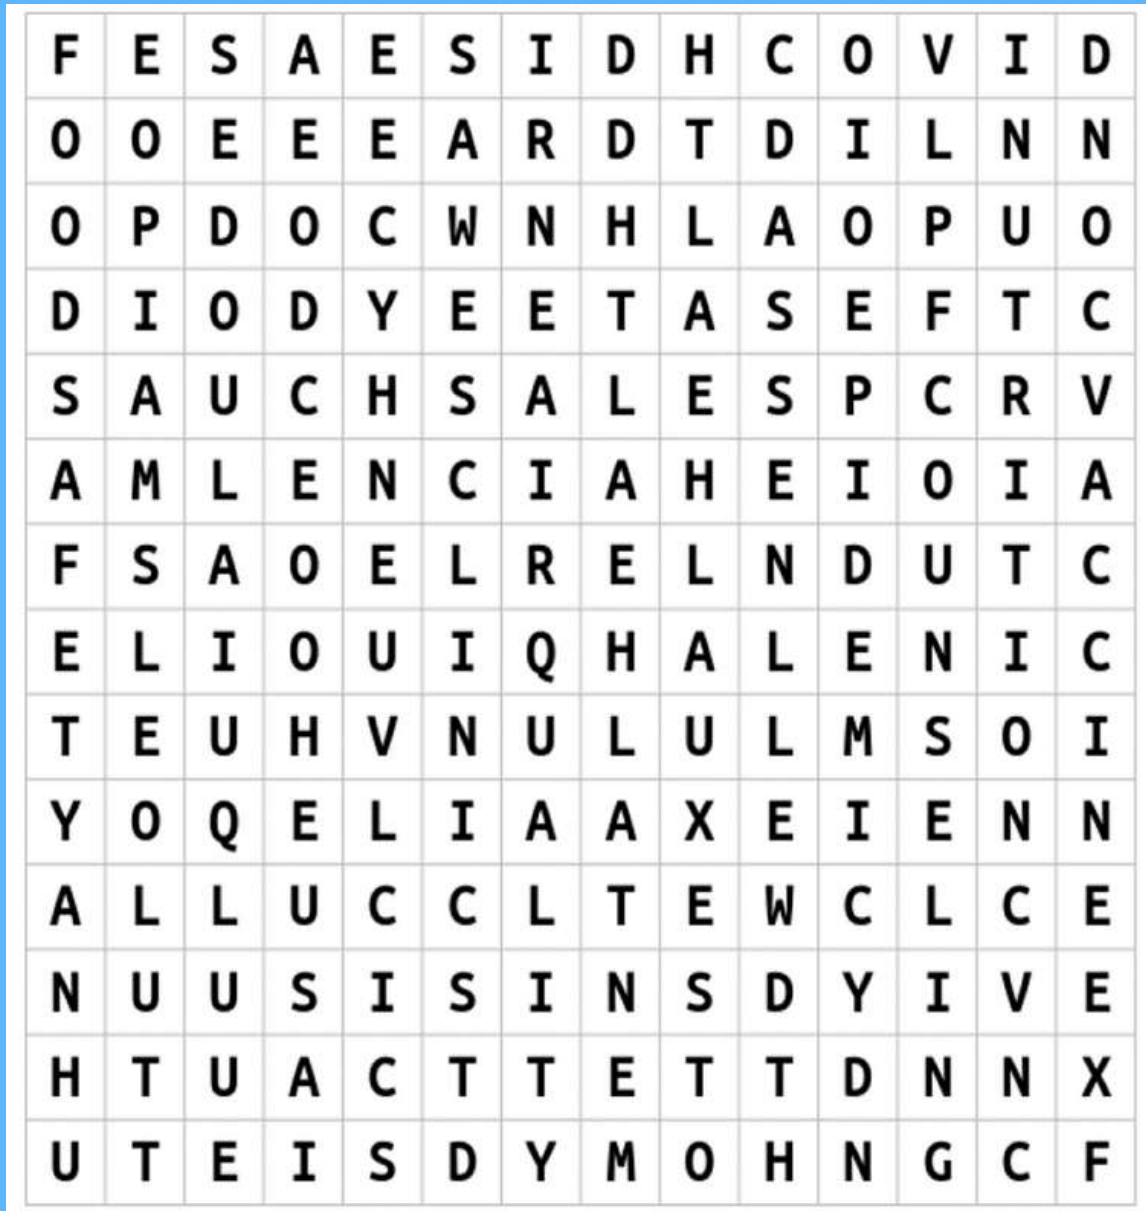 F E S A E S I D H C O V I D
O O E E E A R D T D I L N N
O P D O C W N H L A O P U O
D I O D Y E E T A S E F T C
S A U C H S A L E S P C R V
A M L E N C I A H E I O I A
F S A O E L R E L N D U T C
E L I O U I Q H A L E N I C
T E U H V N U L U L M S O I
Y O Q E L I A A X E I E N N
A L L U C C L T E W C L C E
N U U S I S I N S D Y I V E
H T U A C T T E T T D N N X
U T E I S D Y M O H N G C F